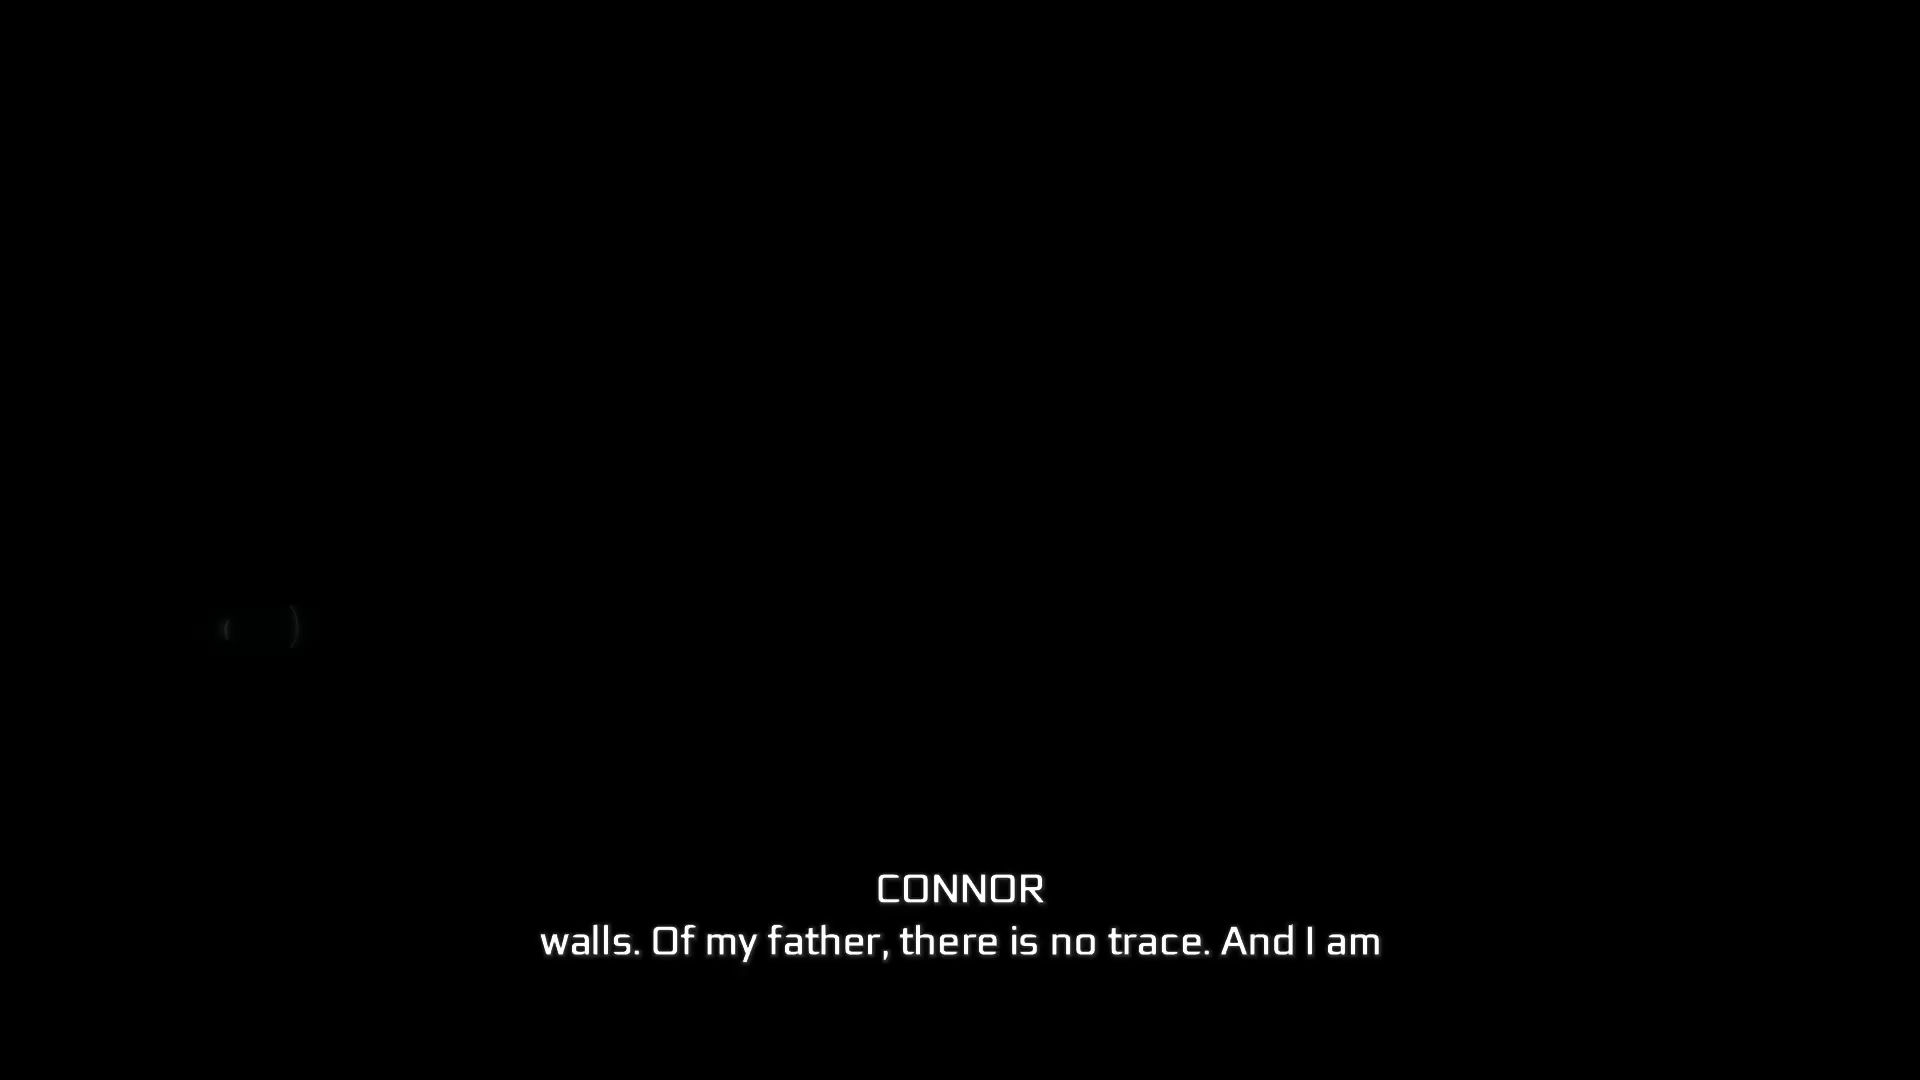 CONNOR
walls. Of my father, there is no trace. And I am